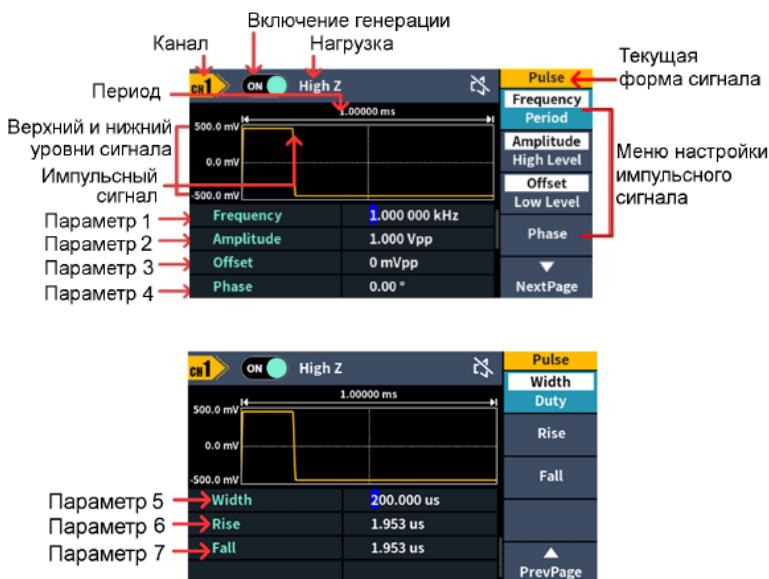 Включение генерации
Канал
Нагрузка
Текущая
форма сигнала
CH1 ON High Z
Pulse
Период
1.00000 ms
Frequency
Period
Верхний и нижний
уровни сигнала
500.0 mV
0.0 mV
-500.0 mV
Amplitude
High Level
Меню настройки
импульсного
сигнала
Импульсный
сигнал
Offset
Low Level
Параметр 1
Frequency 1.000 000 kHz
Параметр 2
Amplitude 1.000 Vpp
Phase
Параметр 3
Offset 0 mVpp
Параметр 4
Phase 0.00 °
NextPage
CH1 ON High Z
Pulse
1.00000 ms
Width
Duty
500.0 mV
0.0 mV
-500.0 mV
Rise
Fall
Параметр 5
Width 200.000 us
Параметр 6
Rise 1.953 us
Параметр 7
Fall 1.953 us
PrevPage